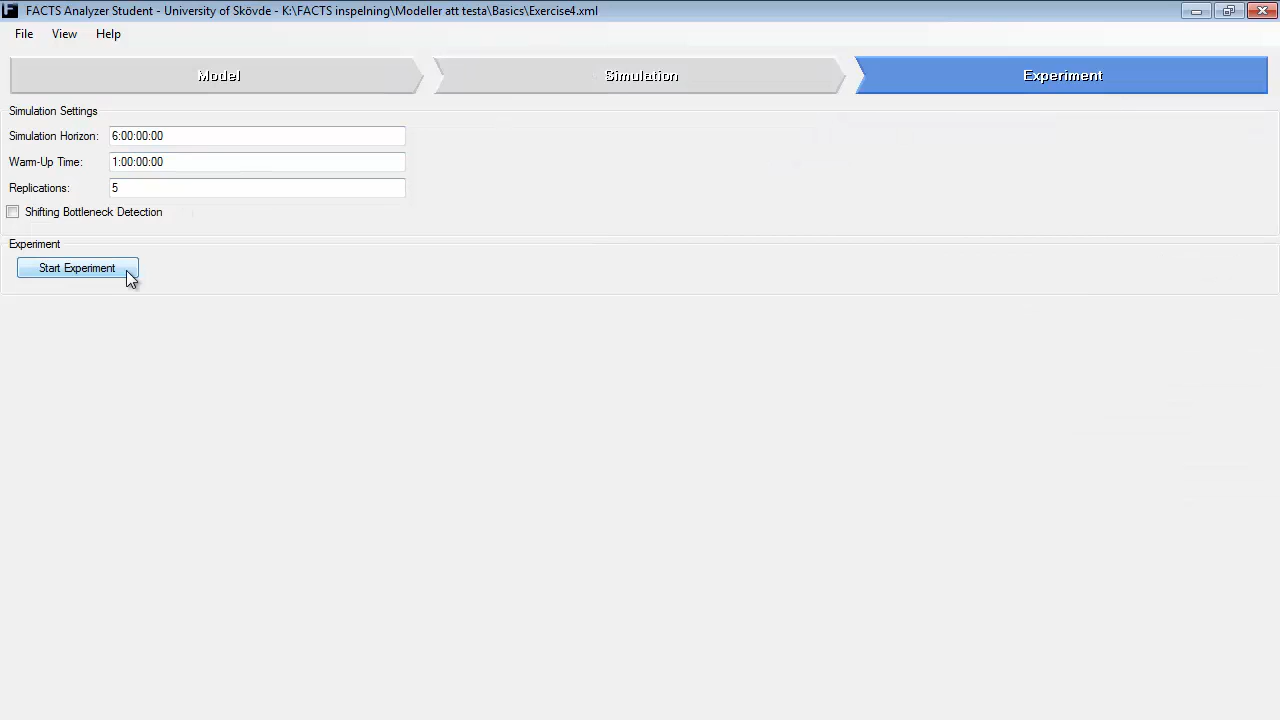 FACTS Analyzer Student - University of Skövde - K:\FACTS inspelning\Modeller att testa\Basics\Exercise4.xml
File View Help
Model Simulation Experiment
Simulation Settings
Simulation Horizon: 6:00:00:00
Warm-Up Time: 1:00:00:00
Replications: 5
Shifting Bottleneck Detection
Experiment
Start Experiment